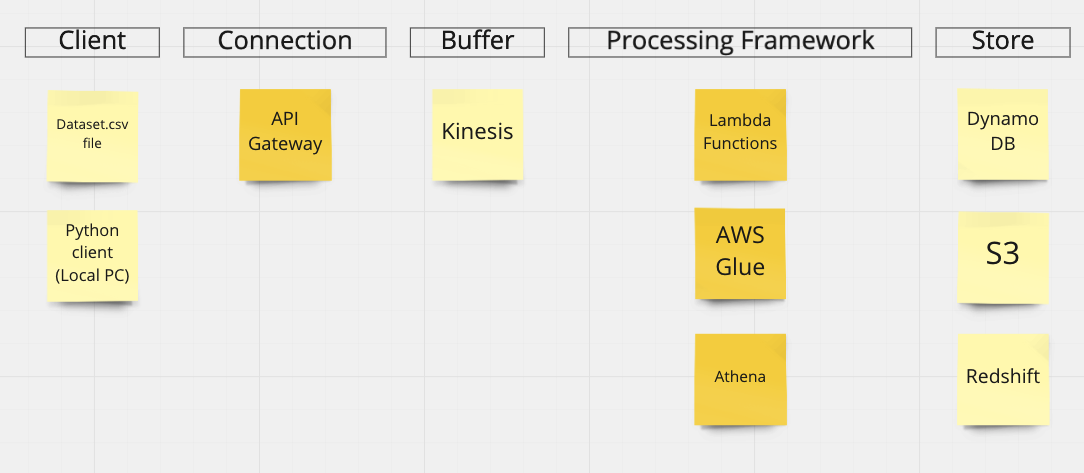 Client
Connection
Buffer
Processing Framework
Store
Dataset.csv
file
API
Gateway
Kinesis
Lambda
Functions
Dynamo
DB
Python
client
(Local PC)
AWS
Glue
S3
Athena
Redshift